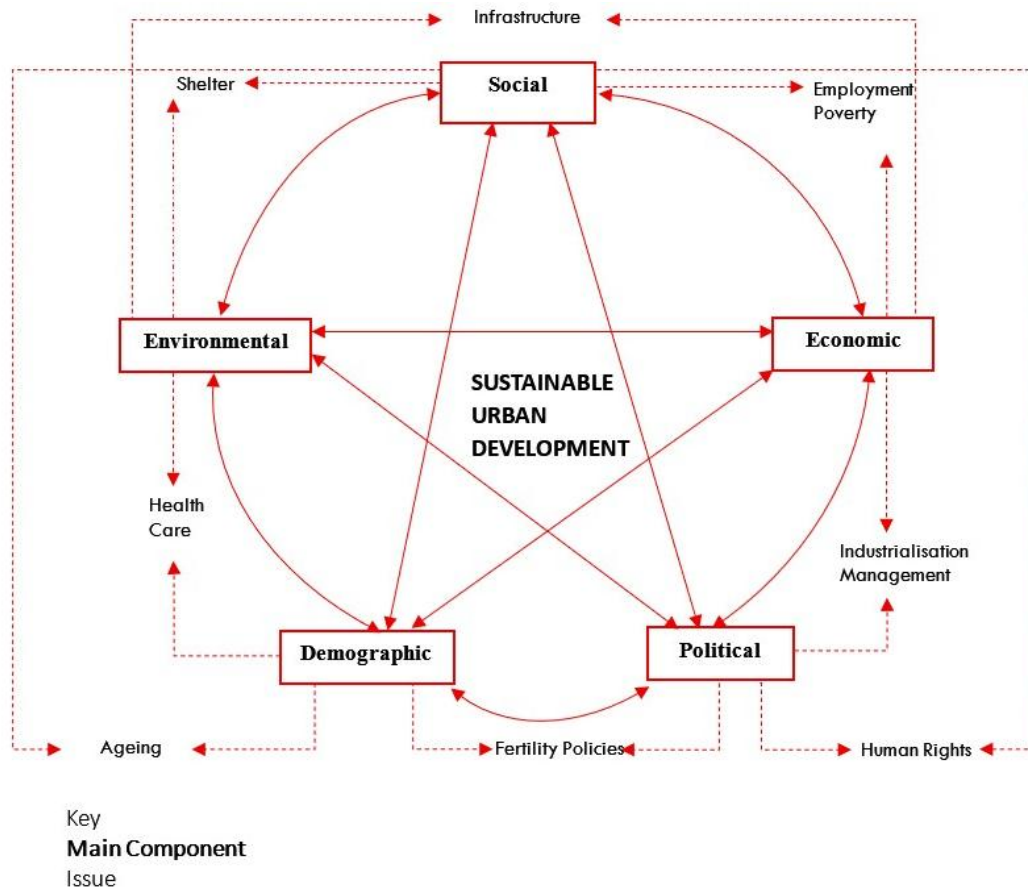 Infrastructure
Social
Shelter
Employment
Poverty
Environmental
Economic
SUSTAINABLE
URBAN
DEVELOPMENT
Health
Care
Industrialisation
Management
Demographic
Political
Ageing
Fertility Policies
Human Rights
Key
Main Component
Issue